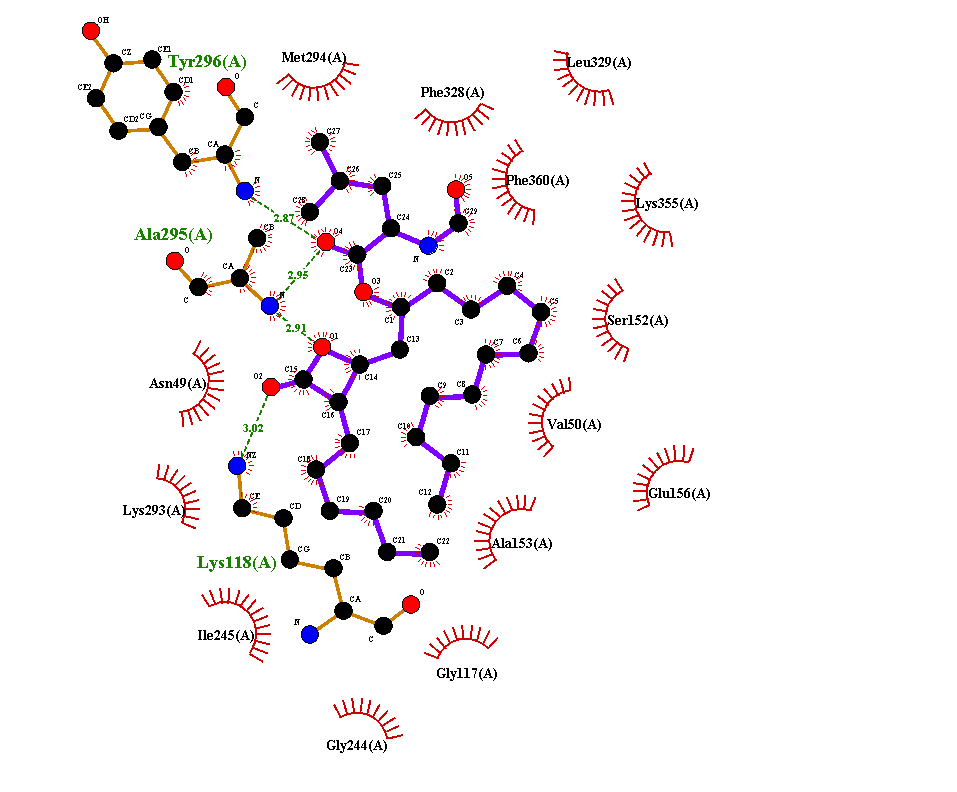 OH
CZ
CE1
Tyr296(A)
O
Met294(A)
Leu329(A)
CE2
CD1
Phe328(A)
CD2
CG
C
C27
CB
CA
C26
C25
Phe360(A)
O5
N
C28
C24
Lys355(A)
2.87
C29
Ala295(A)
CB
O4
N
O
C23
2.95
CA
O3
C2
C4
C
N
C1
C3
C5
2.91
Ser152(A)
O1
C13
C7
C6
C15
C14
Asn49(A)
O2
C9
C8
C16
3.02
C17
C10
Val50(A)
NZ
C18
C11
Glu156(A)
CE
C12
Lys293(A)
CD
C19
C20
Ala153(A)
CG
C21
C22
Lys118(A)
CB
CA
O
N
C
Ile245(A)
Gly117(A)
Gly244(A)